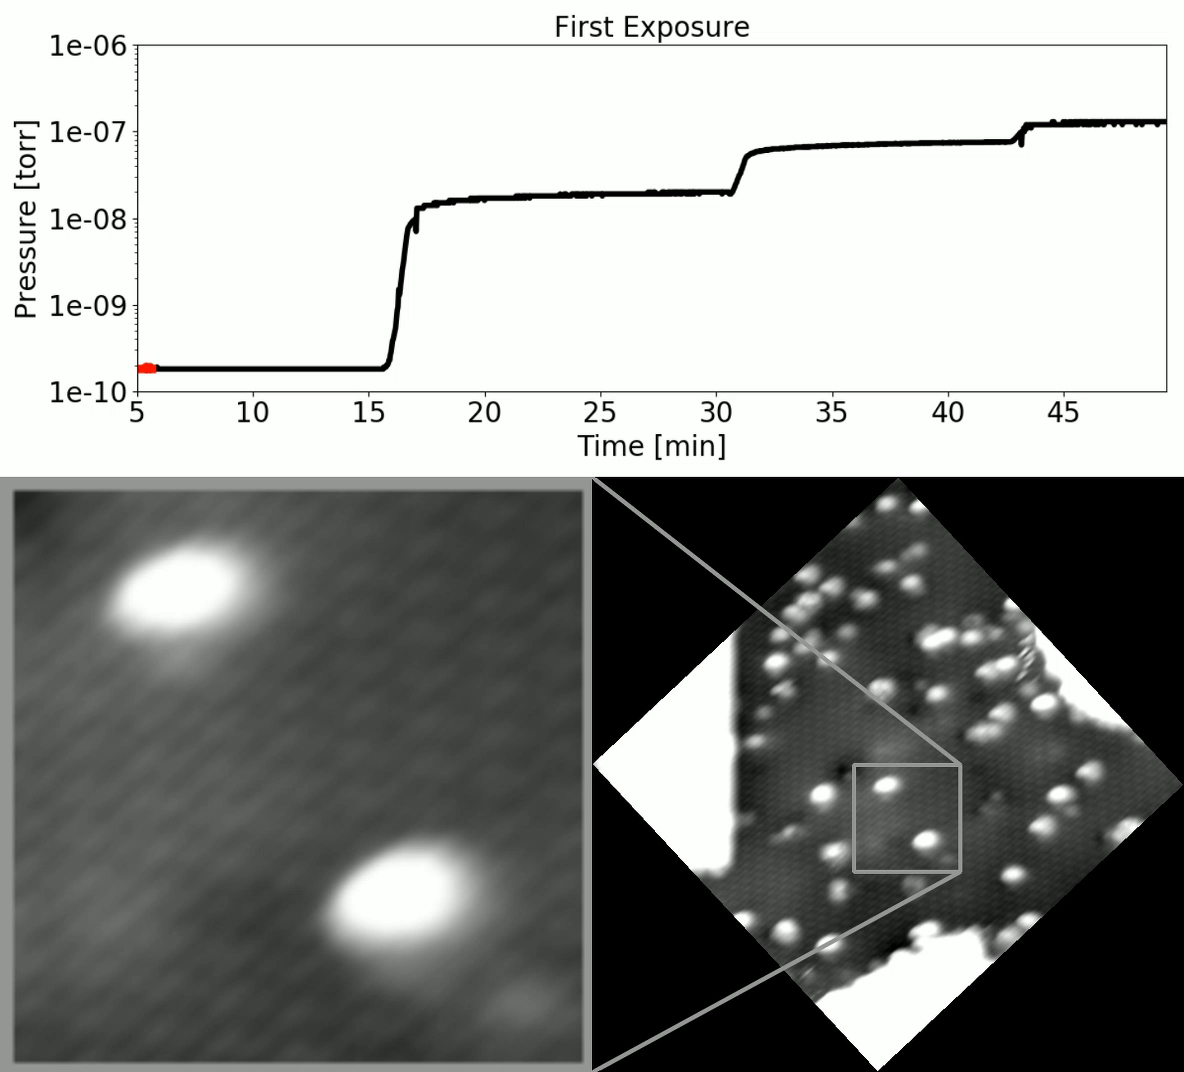 First Exposure
1e-06
1e-07
1e-08
1e-09
1e-10
Pressure [torr]
5 10 15 20 25 30 35 40 45
Time [min]